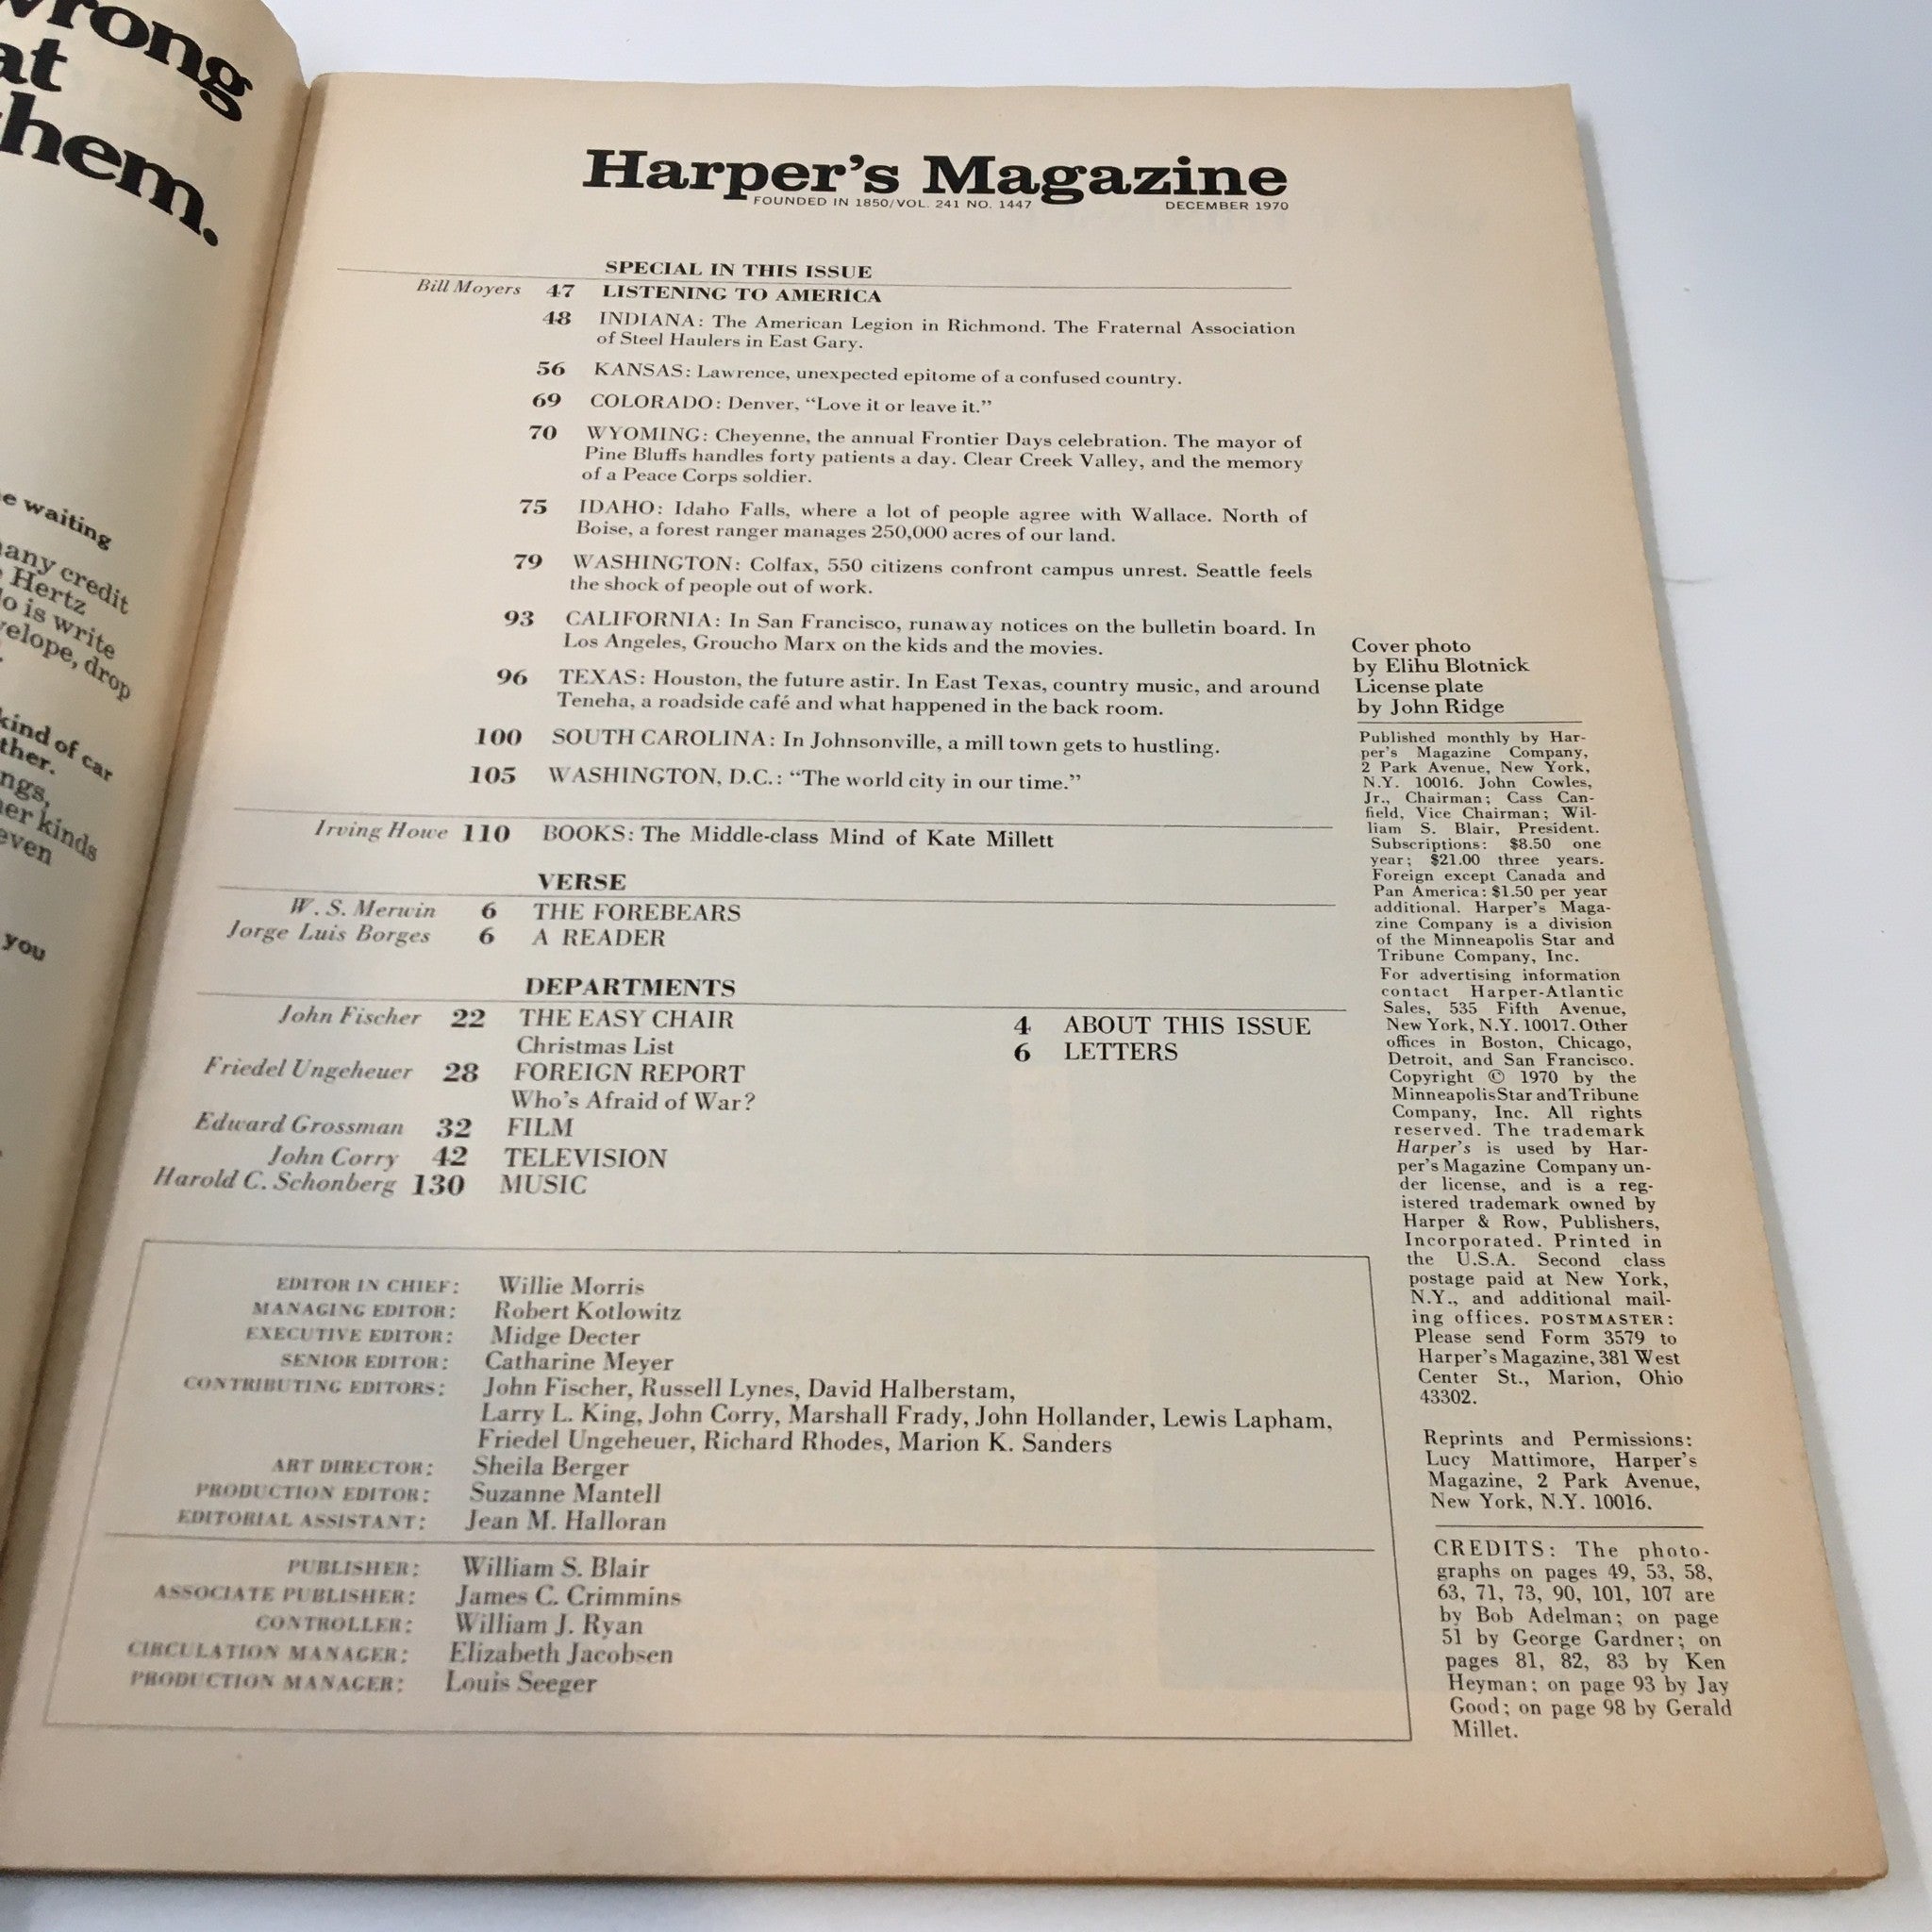 wrong
at
them.
e waiting
any credit
Hertz
o is write
velope, drop
kind of car
ther.
ngs,
her kinds
even
you
Harper's Magazine
FOUNDED IN 1850/VOL. 241 NO. 1447 DECEMBER 1970
SPECIAL IN THIS ISSUE
Bill Moyers 47 LISTENING TO AMERICA
48 INDIANA: The American Legion in Richmond. The Fraternal Association
of Steel Haulers in East Gary.
56 KANSAS: Lawrence, unexpected epitome of a confused country.
69 COLORADO: Denver, "Love it or leave it."
70 WYOMING: Cheyenne, the annual Frontier Days celebration. The mayor of
Pine Bluffs handles forty patients a day. Clear Creek Valley, and the memory
of a Peace Corps soldier.
75 IDAHO: Idaho Falls, where a lot of people agree with Wallace. North of
Boise, a forest ranger manages 250,000 acres of our land.
79 WASHINGTON: Colfax, 550 citizens confront campus unrest. Seattle feels
the shock of people out of work.
93 CALIFORNIA: In San Francisco, runaway notices on the bulletin board. In
Los Angeles, Groucho Marx on the kids and the movies.
96 TEXAS: Houston, the future astir. In East Texas, country music, and around
Teneha, a roadside café and what happened in the back room.
100 SOUTH CAROLINA: In Johnsonville, a mill town gets to hustling.
105 WASHINGTON, D.C.: "The world city in our time."
Irving Howe 110 BOOKS: The Middle-class Mind of Kate Millett
VERSE
W. S. Merwin 6 THE FOREBEARS
Jorge Luis Borges 6 A READER
DEPARTMENTS
John Fischer 22 THE EASY CHAIR
Christmas List
Friedel Ungeheuer 28 FOREIGN REPORT
Who's Afraid of War?
Edward Grossman 32 FILM
John Corry 42 TELEVISION
Harold C. Schonberg 130 MUSIC
4 ABOUT THIS ISSUE
6 LETTERS
EDITOR IN CHIEF: Willie Morris
MANAGING EDITOR: Robert Kotlowitz
EXECUTIVE EDITOR: Midge Decter
SENIOR EDITOR: Catharine Meyer
CONTRIBUTING EDITORS: John Fischer, Russell Lynes, David Halberstam,
Larry L. King, John Corry, Marshall Frady, John Hollander, Lewis Lapham,
Friedel Ungeheuer, Richard Rhodes, Marion K. Sanders
ART DIRECTOR: Sheila Berger
PRODUCTION EDITOR: Suzanne Mantell
EDITORIAL ASSISTANT: Jean M. Halloran
PUBLISHER: William S. Blair
ASSOCIATE PUBLISHER: James C. Crimmins
CONTROLLER: William J. Ryan
CIRCULATION MANAGER: Elizabeth Jacobsen
PRODUCTION MANAGER: Louis Seeger
Cover photo
by Elihu Blotnick
License plate
by John Ridge
Published monthly by Har-
per's Magazine Company,
2 Park Avenue, New York,
N.Y. 10016. John Cowles,
Jr., Chairman; Cass Can-
field, Vice Chairman; Wil-
liam S. Blair, President.
Subscriptions: $8.50 one
year; $21.00 three years.
Foreign except Canada and
Pan America: $1.50 per year
additional. Harper's Maga-
zine Company is a division
of the Minneapolis Star and
Tribune Company, Inc.
For advertising information
contact Harper-Atlantic
Sales, 535 Fifth Avenue,
New York, N.Y. 10017. Other
offices in Boston, Chicago,
Detroit, and San Francisco.
Copyright © 1970 by the
Minneapolis Star and Tribune
Company, Inc. All rights
reserved. The trademark
Harper's is used by Har-
per's Magazine Company un-
der license, and is a reg-
istered trademark owned by
Harper & Row, Publishers,
Incorporated. Printed in
the U.S.A. Second class
postage paid at New York,
N.Y., and additional mail-
ing offices. POSTMASTER:
Please send Form 3579 to
Harper's Magazine, 381 West
Center St., Marion, Ohio
43302.
Reprints and Permissions:
Lucy Mattimore, Harper's
Magazine, 2 Park Avenue,
New York, N.Y. 10016.
CREDITS: The photo-
graphs on pages 49, 53, 58,
63, 71, 73, 90, 101, 107 are
by Bob Adelman; on page
51 by George Gardner; on
pages 81, 82, 83 by Ken
Heyman; on page 93 by Jay
Good; on page 98 by Gerald
Millet.